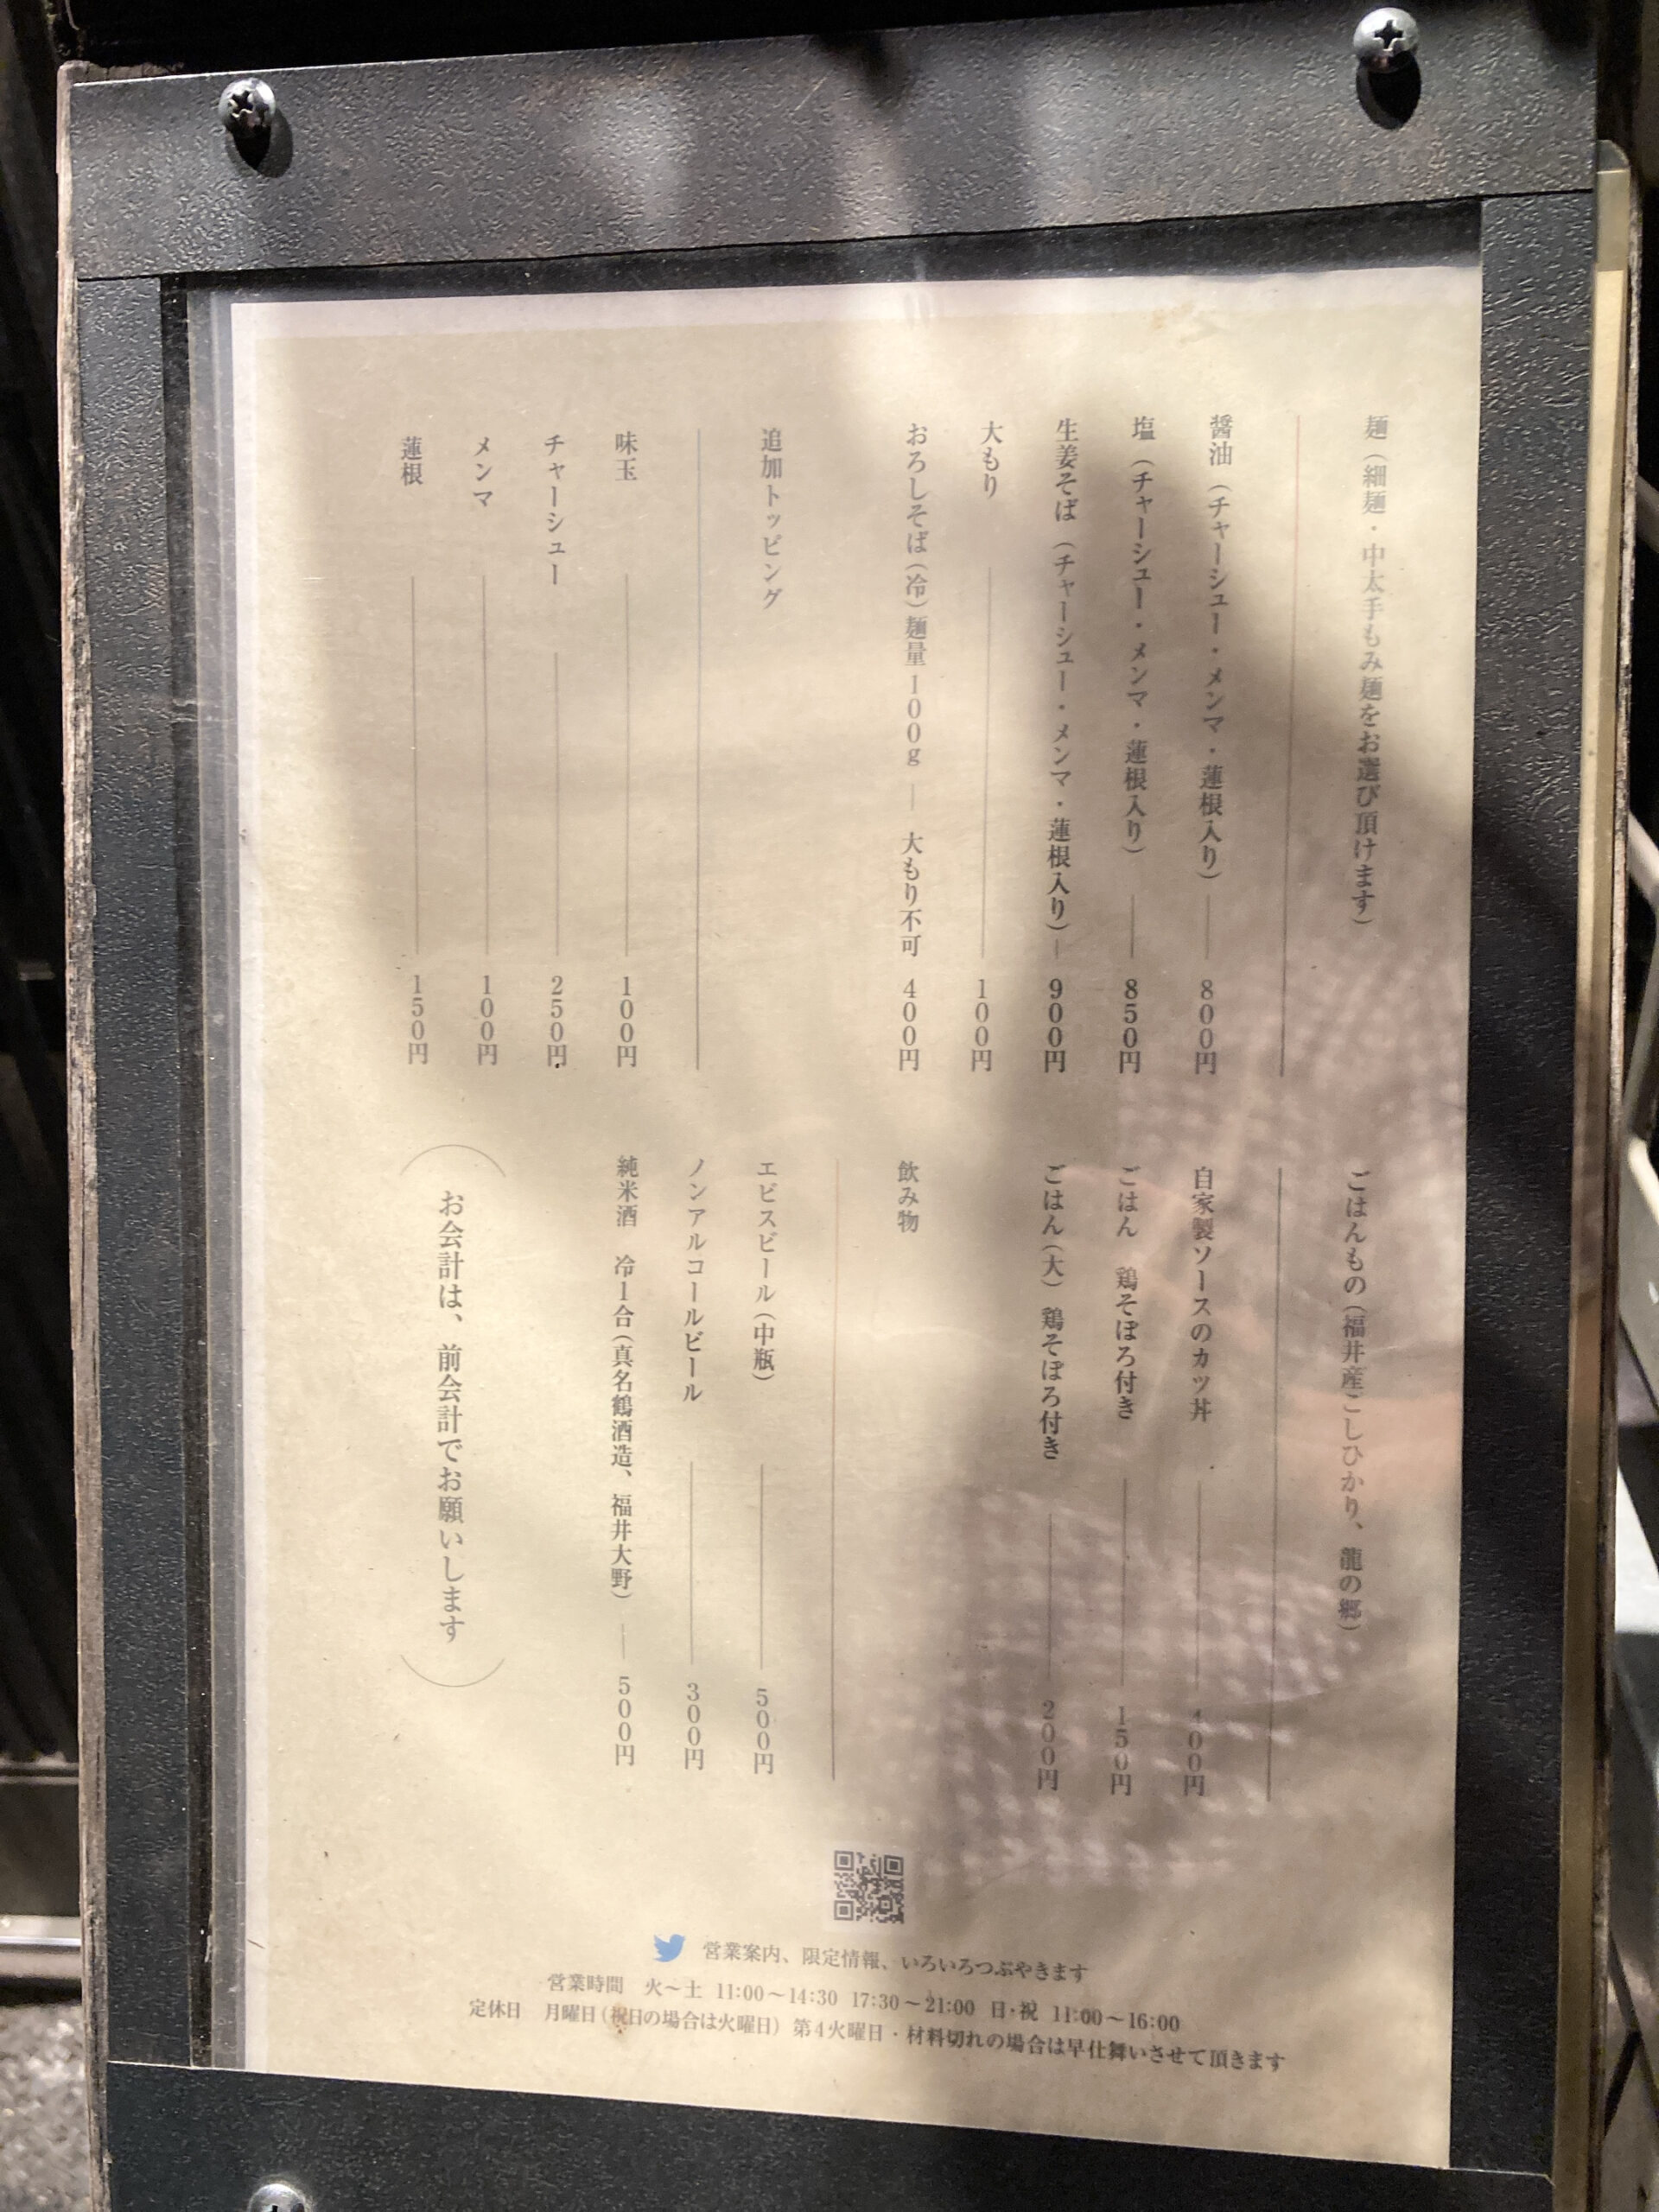 麺（細麺・中太手もみ麺をお選び頂けます）
醤油（チャーシュー・メンマ・蓮根入り） 800円
塩（チャーシュー・メンマ・蓮根入り） 850円
生姜そば（チャーシュー・メンマ・蓮根入り） 900円
大もり 100円
おろしそば（冷）麺量100g ― 大もり不可 400円
追加トッピング
味玉 100円
チャーシュー 250円
メンマ 100円
蓮根 150円
ごはんもの（福井産こしひかり、龍の郷）
自家製ソースのカツ丼 400円
ごはん 鶏そぼろ付き 150円
ごはん（大）鶏そぼろ付き 200円
飲み物
ヱビスビール（中瓶） 500円
ノンアルコールビール 300円
純米酒 冷1合（真名鶴酒造、福井大野） 500円
お会計は、前会計でお願いします
営業案内、限定情報、いろいろつぶやきます
営業時間 火～土 11:00～14:30 17:30～21:00 日・祝 11:00～16:00
定休日 月曜日（祝日の場合は火曜日）第4火曜日・材料切れの場合は早仕舞いさせて頂きます